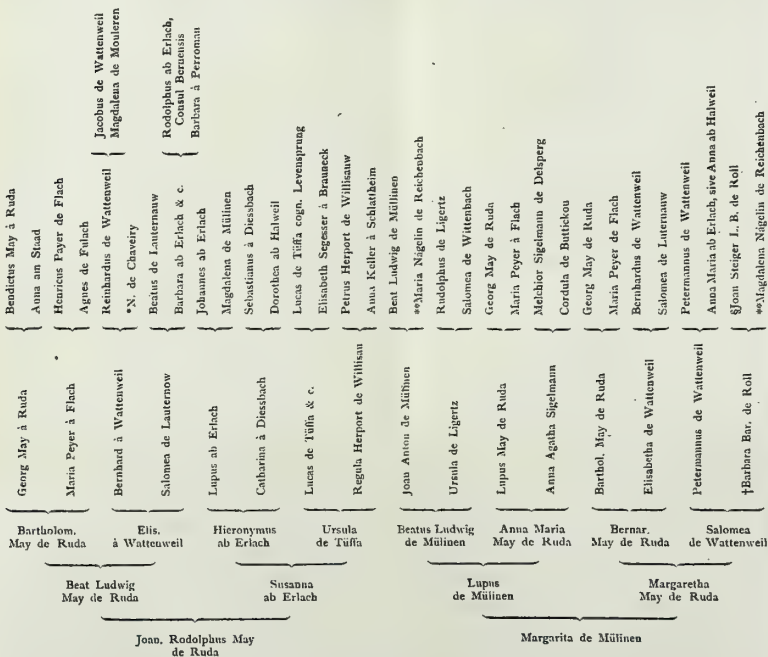 Jacobus de Wattenweil
Magdalena de Mouleren
Rodolphus ab Erlach,
Consul Bernensis
Barbara à Perroman
Bendictus May à Ruda
Anna am Staad
Henricus Payer de Flach
Agnes de Fulach
Reinhardus de Wattenweil
*N. de Chaveiry
Beatus de Lauternauw
Barbara ab Erlach & c.
Johannes ab Erlach
Magdalena de Mülinen
Sebastianus à Diessbach
Dorothea ab Halweil
Lucas de Tüffa cogn. Levensprung
Elisabeth Segesser à Brauneck
Petrus Herport de Willisauw
Anna Keller à Schlattheim
Beat Ludwig de Müllinen
**Maria Nágelin de Reichenbach
Rudolphus de Ligertz
Salomea de Wittenbach
Georg May de Ruda
Maria Peyer à Flach
Melchior Sigelmann de Delsperg
Cordula de Buttickou
Georg May de Ruda
Maria Peyer de Flach
Bernhardus de Wattenweil
Salomea de Luternauw
Petermannus de Wattenweil
Anna Maria ab Erlach, sive Anna ab Halweil
§Joan Steiger L. B. de Roll
**Magdalena Nágelin de Reichenbach
Georg May à Ruda
Maria Peyer à Flach
Bernhard à Wattenweil
Salomea de Lauternow
Lupus ab Erlach
Catharina à Diessbach
Lucas de Tüffa & c.
Regula Herport de Willisau
Joan Anton de Mülinen
Ursula de Ligertz
Lupus May de Ruda
Anna Agatha Sigelmann
Barthol. May de Ruda
Elisabetha de Wattenweil
Petermannus de Wattenweil
†Barbara Bar. de Roll
Bartholom.
May de Ruda
Elis.
à Wattenweil
Hieronymus
ab Erlach
Ursula
de Tüffa
Beatus Ludwig
de Mülinen
Anna Maria
May de Ruda
Bernar.
May de Ruda
Salomea
de Wattenweil
Beat Ludwig
May de Ruda
Susanna
ab Erlach
Lupus
de Mülinen
Margaretha
May de Ruda
Joan. Rodolphus May
de Ruda
Margarita de Mülinen